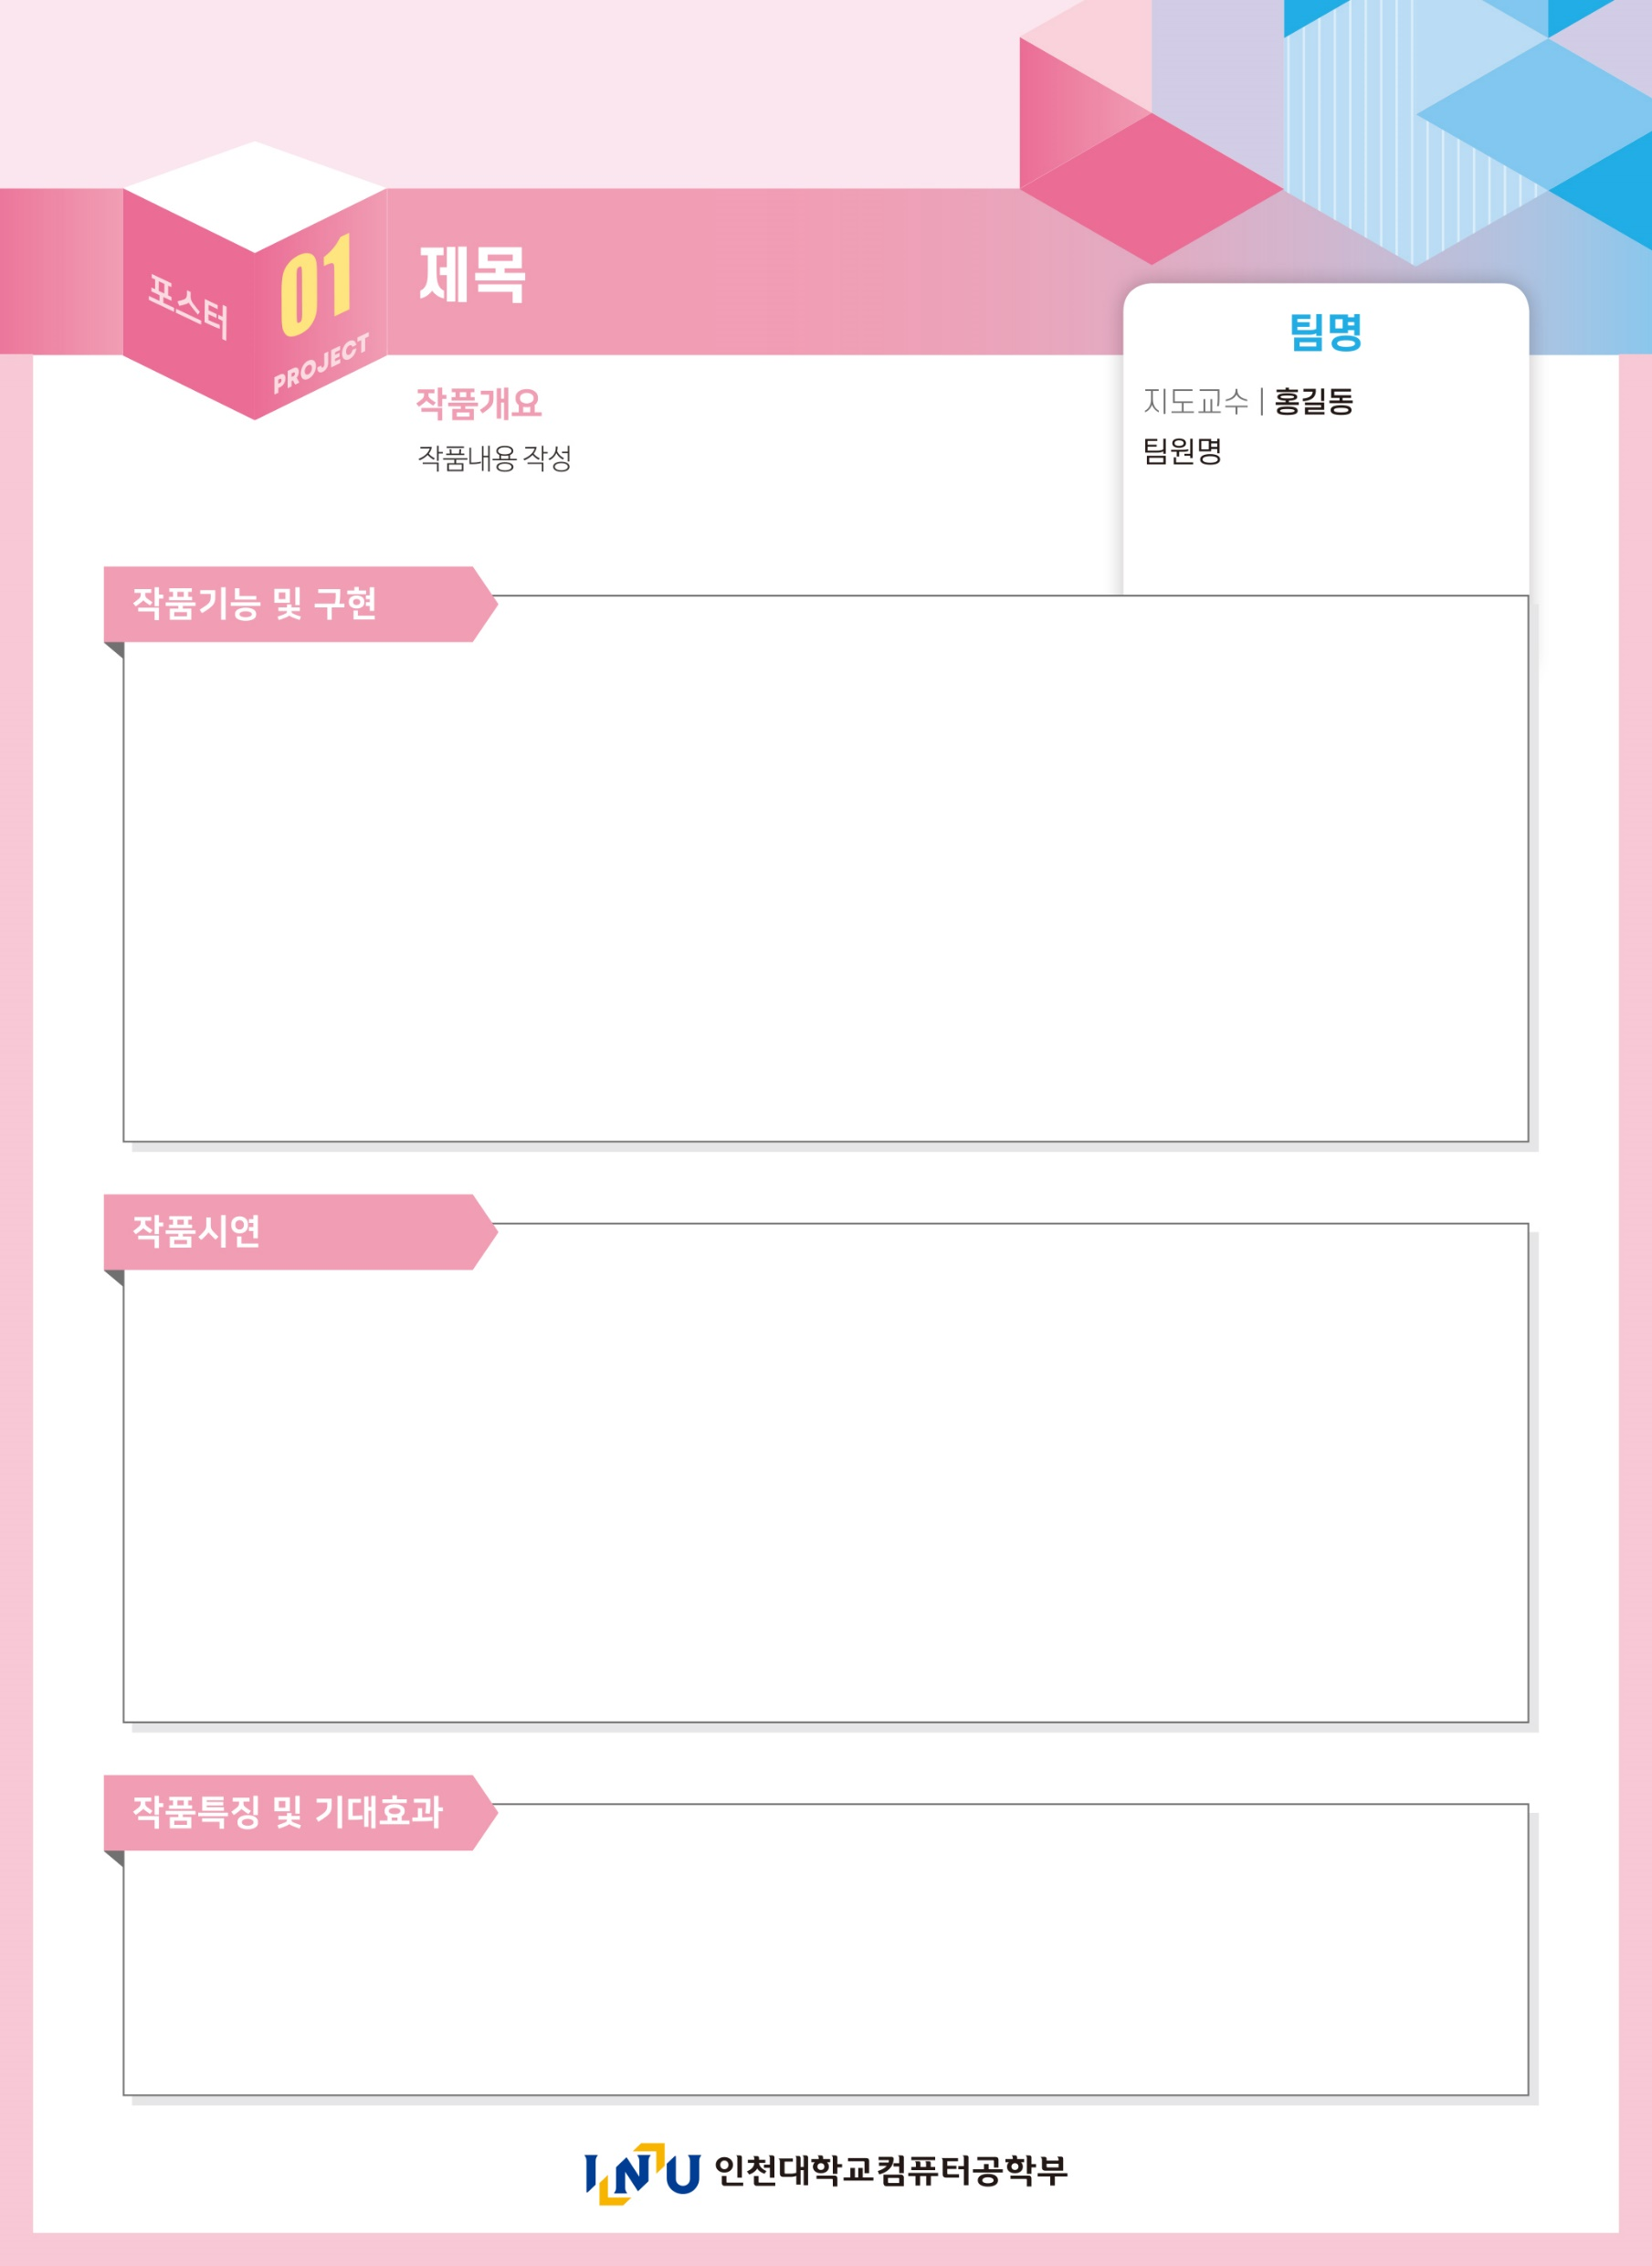 포스터
01
PROJECT
제목
팀명
지도교수 | 홍길동
팀원명
작품개요
작품내용 작성
작품기능 및 구현
작품시연
작품특징 및 기대효과
INU 인천대학교컴퓨터공학부